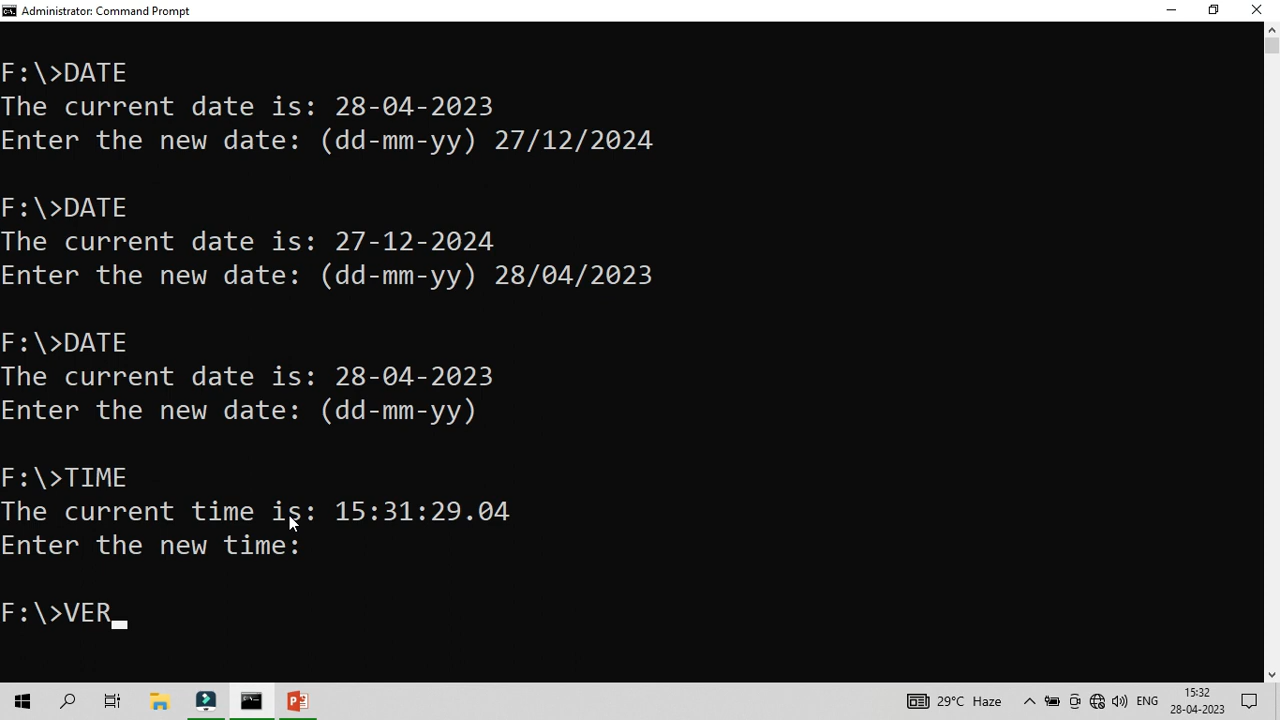 Administrator: Command Prompt
F:\>DATE
The current date is: 28-04-2023
Enter the new date: (dd-mm-yy) 27/12/2024
F:\>DATE
The current date is: 27-12-2024
Enter the new date: (dd-mm-yy) 28/04/2023
F:\>DATE
The current date is: 28-04-2023
Enter the new date: (dd-mm-yy)
F:\>TIME
The current time is: 15:31:29.04
Enter the new time:
F:\>VER
29°C Haze
ENG
15:32
28-04-2023